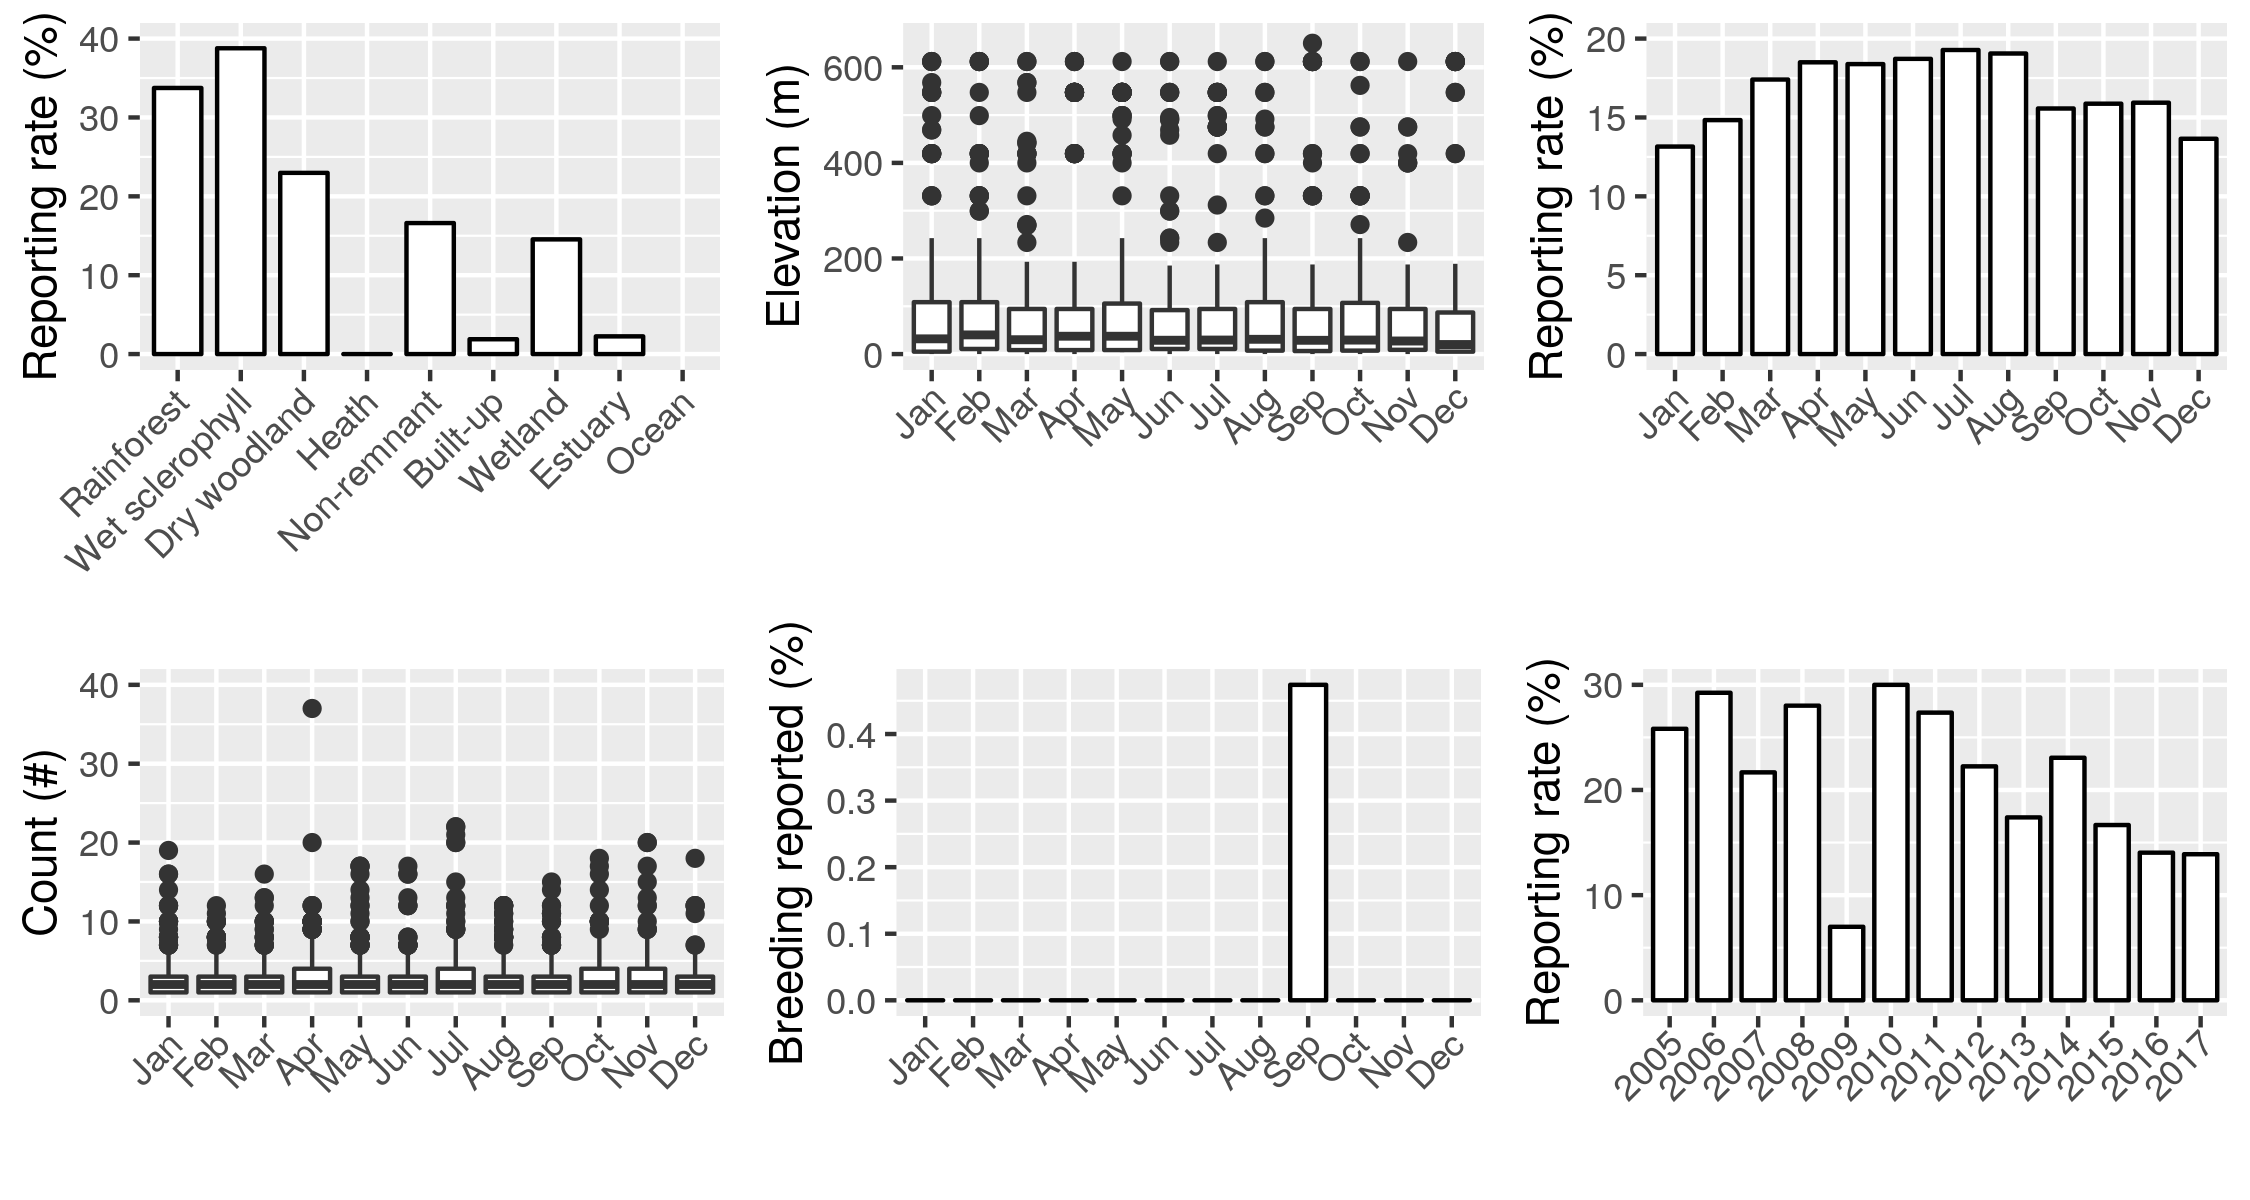 Reporting rate (%)
40
30
20
10
0
Rainforest
Wet sclerophyll
Dry woodland
Heath
Non-remnant
Built-up
Wetland
Estuary
Ocean
Elevation (m)
600
400
200
0
Jan
Feb
Mar
Apr
May
Jun
Jul
Aug
Sep
Oct
Nov
Dec
Reporting rate (%)
20
15
10
5
0
Jan
Feb
Mar
Apr
May
Jun
Jul
Aug
Sep
Oct
Nov
Dec
Count (#)
40
30
20
10
0
Jan
Feb
Mar
Apr
May
Jun
Jul
Aug
Sep
Oct
Nov
Dec
Breeding reported (%)
0.4
0.3
0.2
0.1
0.0
Jan
Feb
Mar
Apr
May
Jun
Jul
Aug
Sep
Oct
Nov
Dec
Reporting rate (%)
30
20
10
0
2005
2006
2007
2008
2009
2010
2011
2012
2013
2014
2015
2016
2017